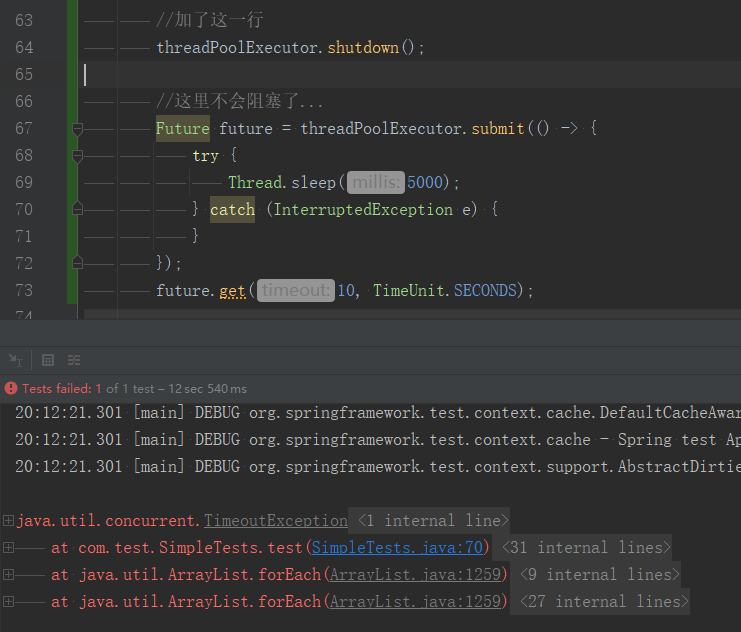 63 //加了这一行
64 threadPoolExecutor.shutdown();
65
66 //这里不会阻塞了...
67 Future future = threadPoolExecutor.submit(() -> {
68 try {
69 Thread.sleep( millis: 5000);
70 } catch (InterruptedException e) {
71 }
72 });
73 future.get( timeout: 10, TimeUnit.SECONDS);
74
Tests failed: 1 of 1 test – 12 sec 540 ms
20:12:21.301 [main] DEBUG org.springframework.test.context.cache.DefaultCacheAwar
20:12:21.301 [main] DEBUG org.springframework.test.context.cache - Spring test Ap
20:12:21.301 [main] DEBUG org.springframework.test.context.support.AbstractDirtie
java.util.concurrent.TimeoutException <1 internal line>
at com.test.SimpleTests.test(SimpleTests.java:70) <31 internal lines>
at java.util.ArrayList.forEach(ArrayList.java:1259) <9 internal lines>
at java.util.ArrayList.forEach(ArrayList.java:1259) <27 internal lines>